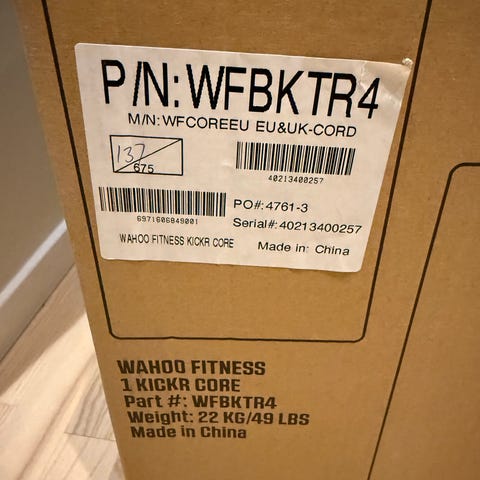 P/N: WFBKTR4
M/N: WFCOREEU EU&UK-CORD
137
675
40213400257
6971606849001
PO#: 4761-3
Serial#: 40213400257
WAHOO FITNESS KICKR CORE
Made in: China
WAHOO FITNESS
1 KICKR CORE
Part #: WFBKTR4
Weight: 22 KG/49 LBS
Made in China